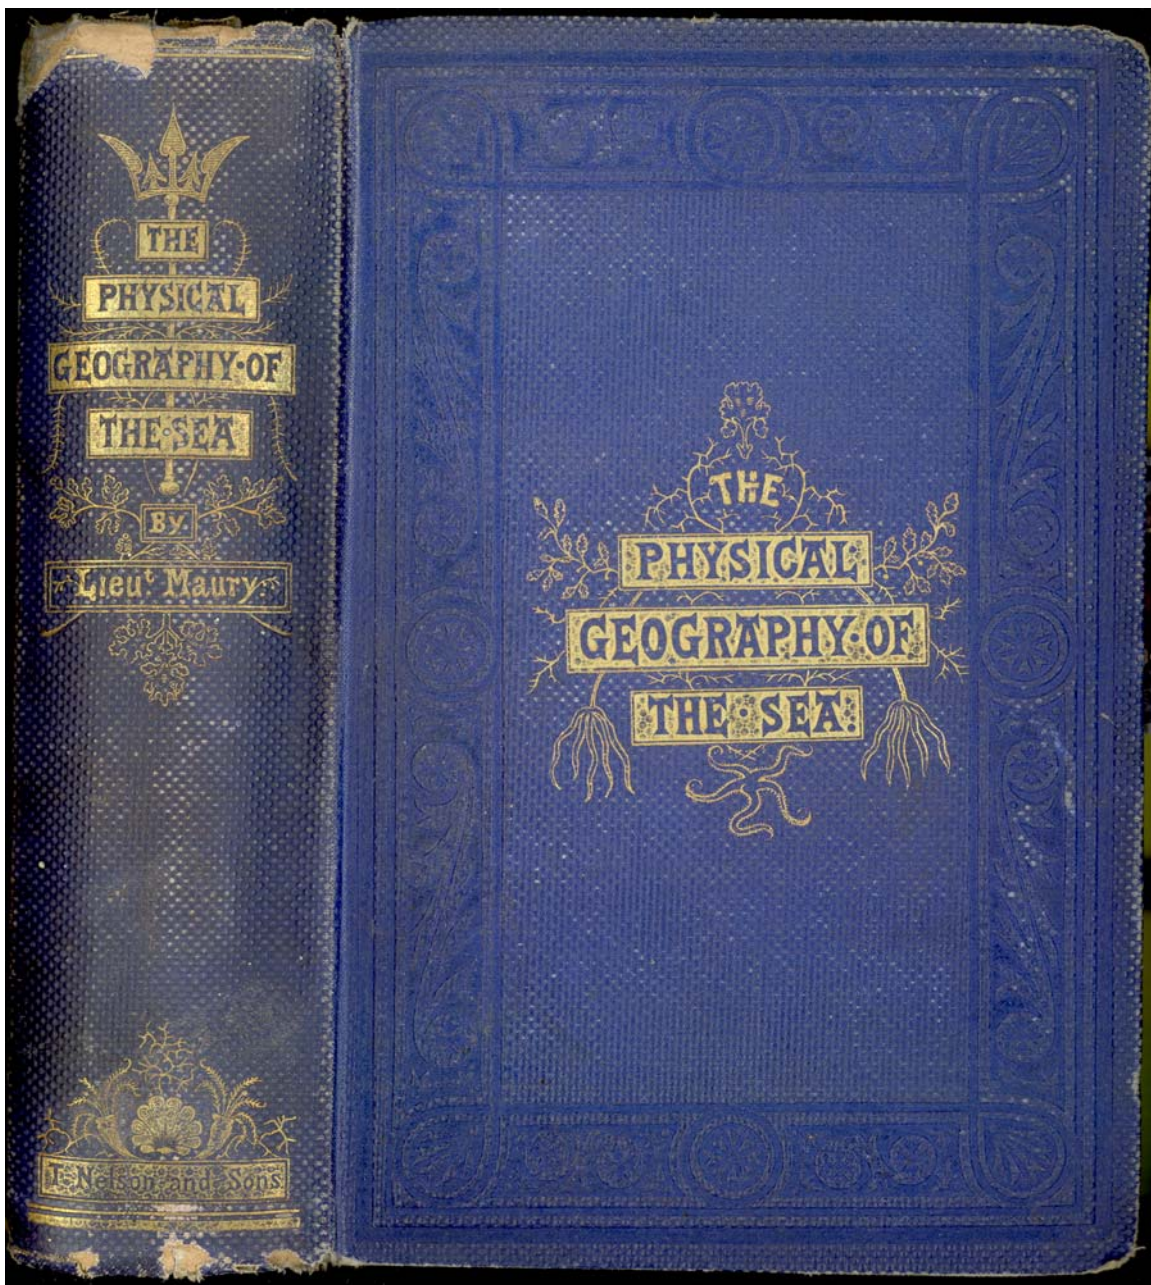 THE
PHYSICAL
GEOGRAPHY·OF
THE·SEA
By.
Lieut Maury.
T. Nelson and Sons
THE
PHYSICAL
GEOGRAPHY·OF
THE·SEA.